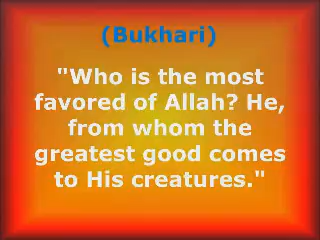 (Bukhari)
"Who is the most
favored of Allah? He,
from whom the
greatest good comes
to His creatures."